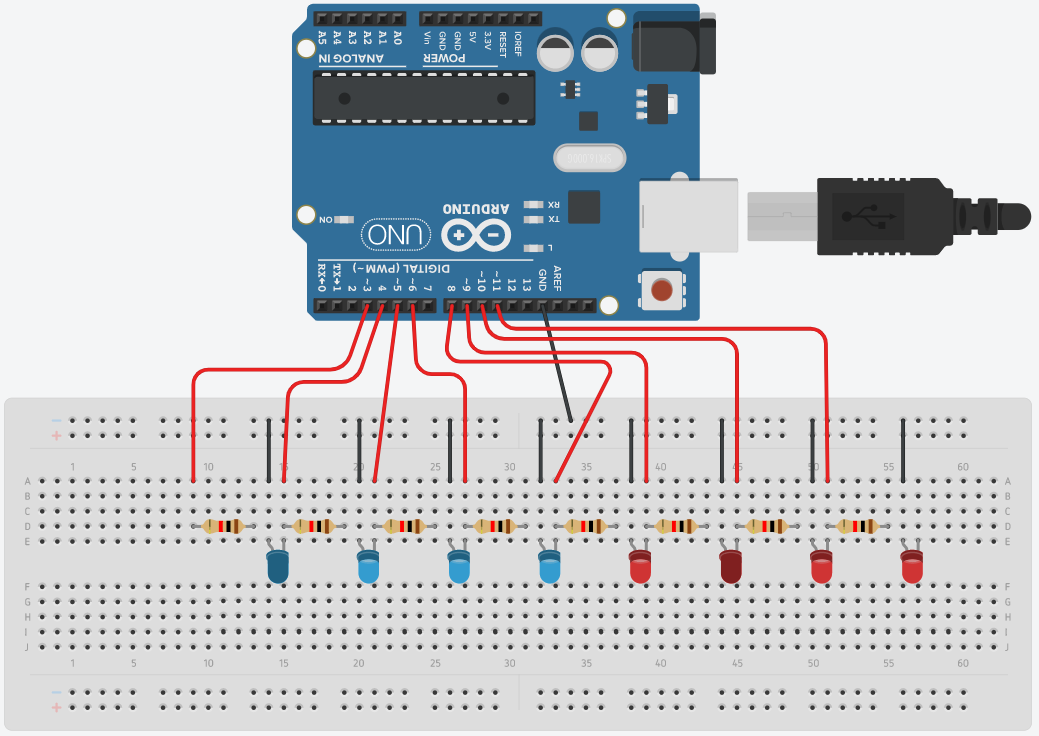 A5 A4 A3 A2 A1 A0
Vin GND GND 5V 3.3V RESET IOREF
ANALOG IN
POWER
ON
RX
TX
L
ARDUINO
UNO
DIGITAL (PWM~)
RX←0 TX→1 2 ~3 4 ~5 ~6 7 8 ~9 ~10 ~11 12 13 GND AREF
−
+
1 5 10 15 20 25 30 35 40 45 50 55 60
A A
B B
C C
D D
E E
F F
G G
H H
I I
J J
1 5 10 15 20 25 30 35 40 45 50 55 60
−
+